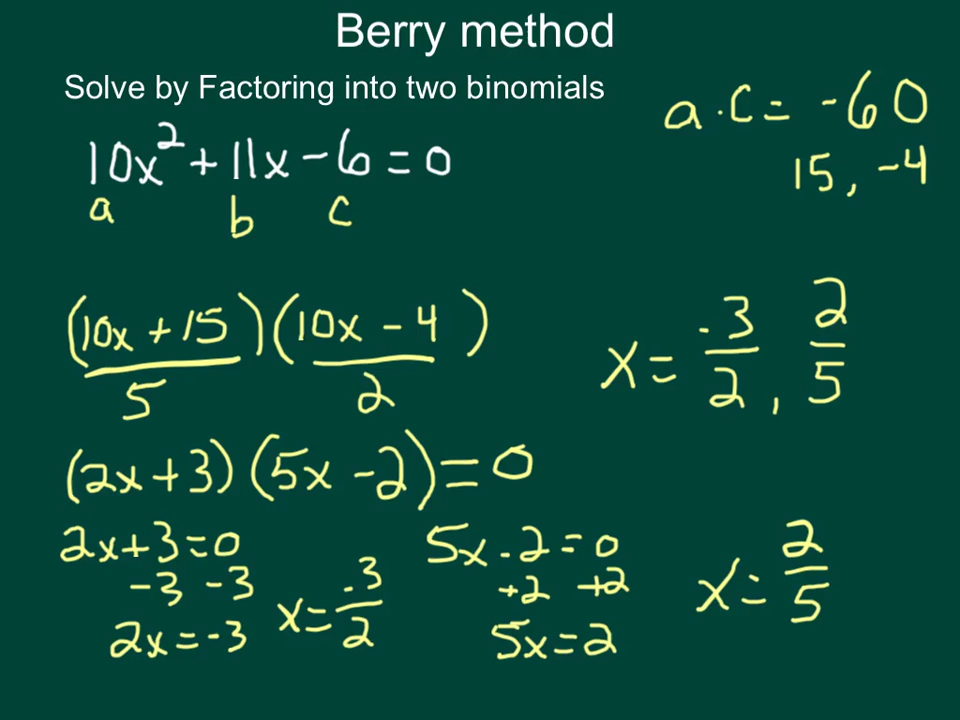 Berry method
Solve by Factoring into two binomials
a · c = -60
15, -4
10x² + 11x - 6 = 0
a b c
(10x + 15) (10x - 4)
5 2
x = -3/2, 2/5
(2x + 3) (5x - 2) = 0
2x + 3 = 0
-3 -3
2x = -3
x = -3/2
5x - 2 = 0
+2 +2
5x = 2
x = 2/5